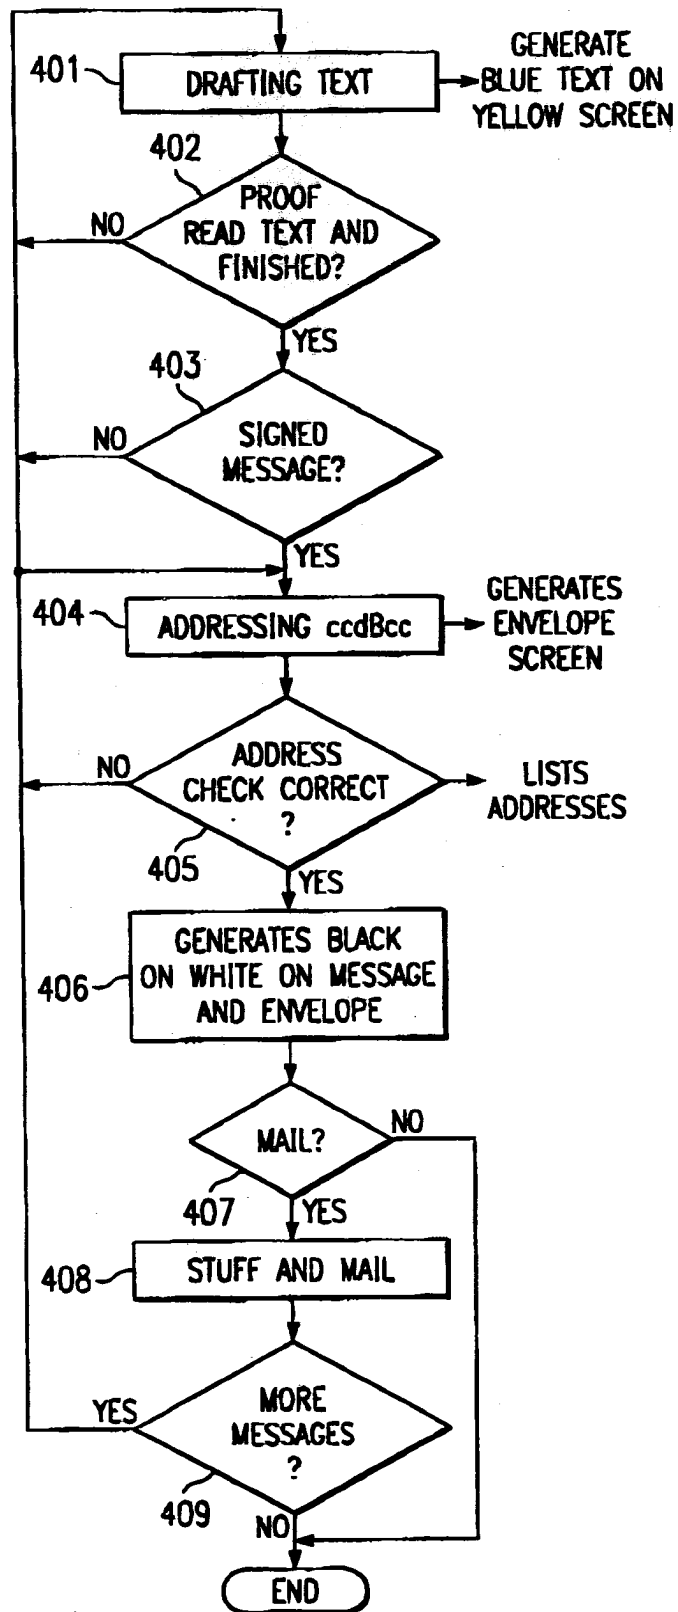 401
DRAFTING TEXT
GENERATE
BLUE TEXT ON
YELLOW SCREEN
402
PROOF
READ TEXT AND
FINISHED?
NO
YES
403
SIGNED
MESSAGE?
NO
YES
404
ADDRESSING ccdBcc
GENERATES
ENVELOPE
SCREEN
ADDRESS
CHECK CORRECT
?
NO
LISTS
ADDRESSES
405
YES
406
GENERATES BLACK
ON WHITE ON MESSAGE
AND ENVELOPE
MAIL?
NO
407
YES
408
STUFF AND MAIL
MORE
MESSAGES
?
YES
409
NO
END